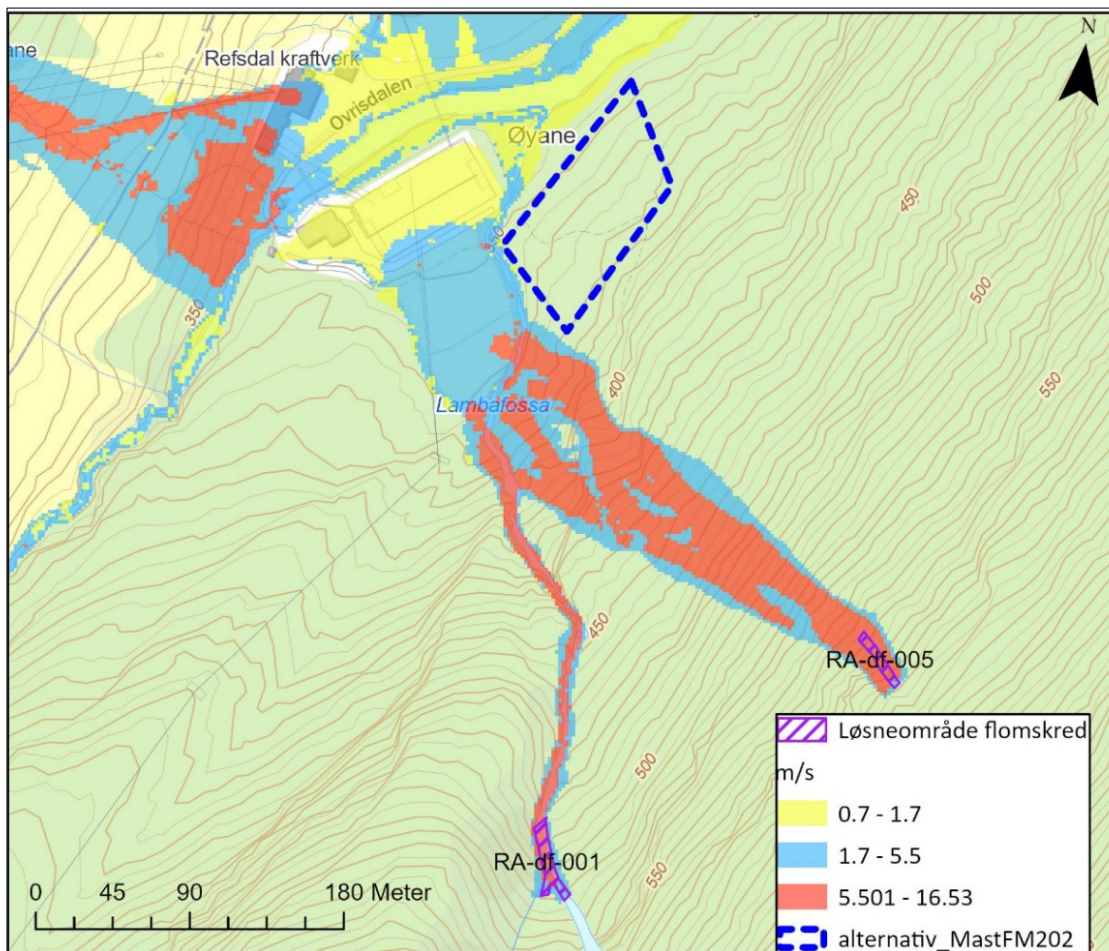 N
ane
Refsdal kraftverk
Ovrisdalen
Øyane
350
450
500
350
550
400
Lambafossa
450
RA-df-005
500
RA-df-001
550
0 45 90 180 Meter
Løsneområde flomskred
m/s
0.7 - 1.7
1.7 - 5.5
5.501 - 16.53
alternativ_MastFM202